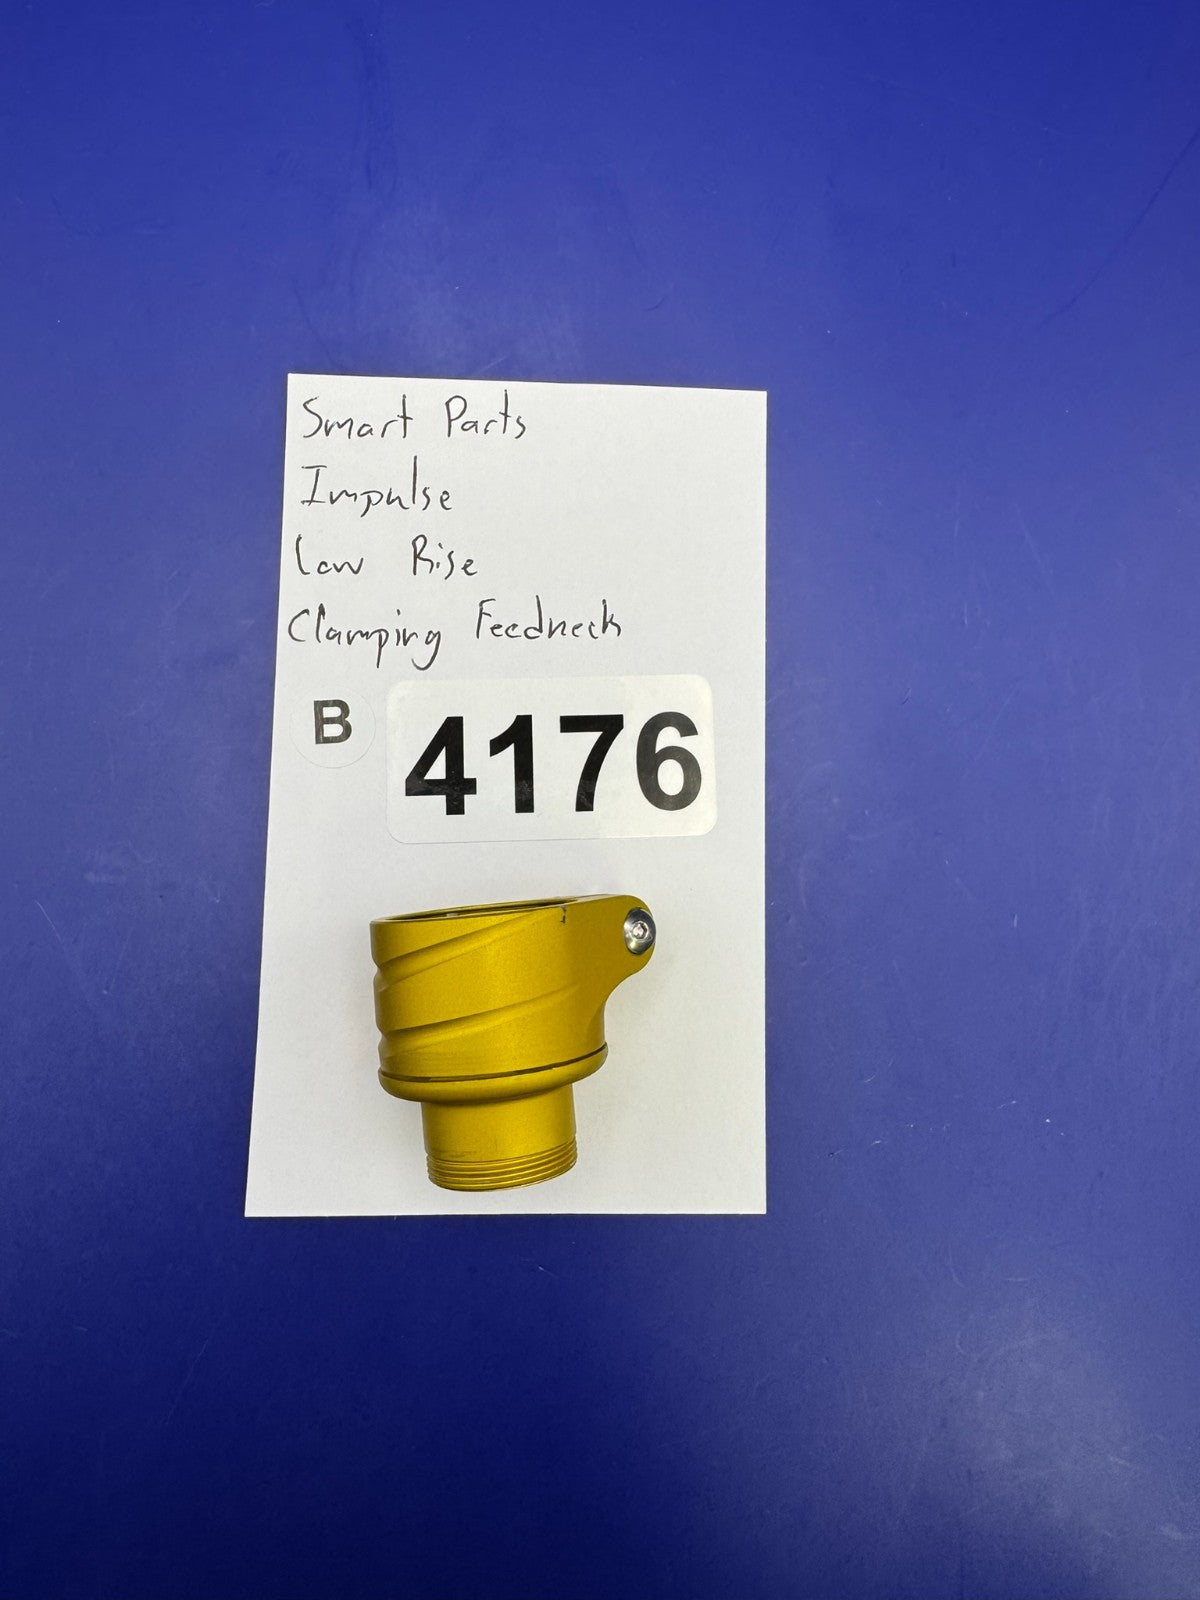 Smart Parts
Impulse
Low Rise
Clamping Feedneck
B 4176